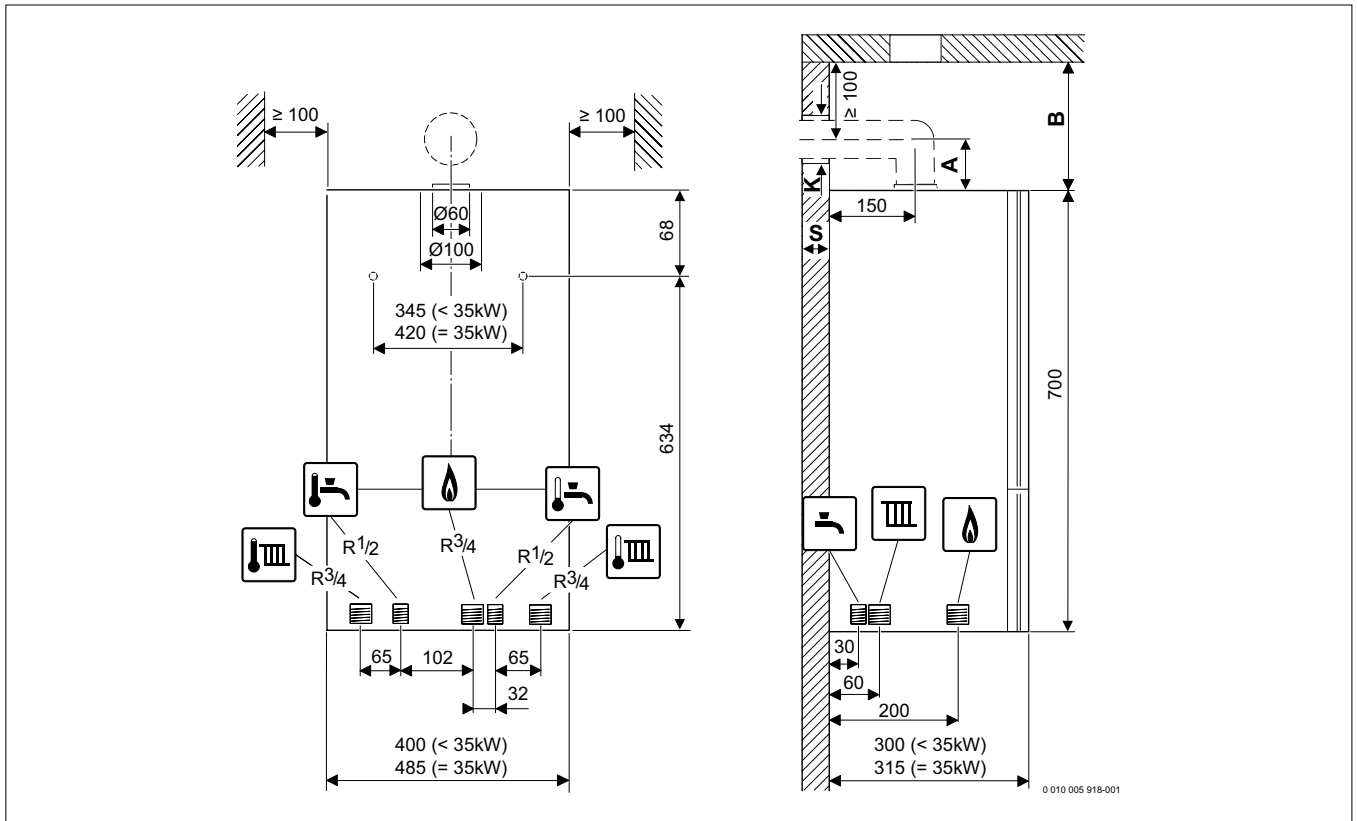 ≥ 100
≥ 100
Ø60
Ø100
68
345 (< 35kW)
420 (= 35kW)
634
R3/4
R1/2
R3/4
R1/2
R3/4
65
102
65
32
400 (< 35kW)
485 (= 35kW)
≥ 100
B
A
K
150
S
700
30
60
200
300 (< 35kW)
315 (= 35kW)
0 010 005 918-001